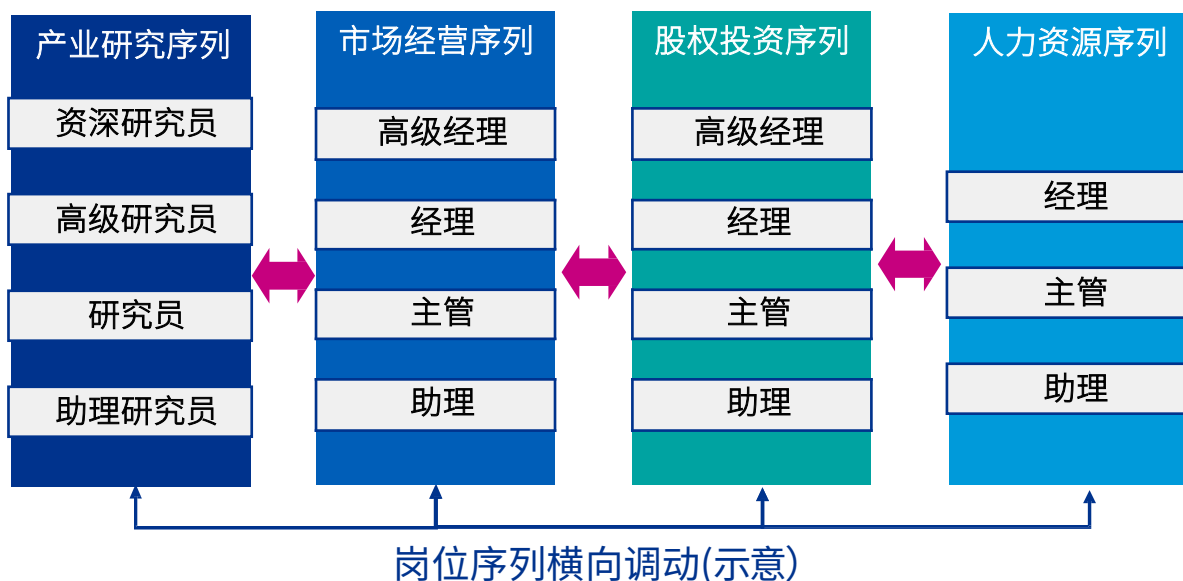 产业研究序列
资深研究员
高级研究员
研究员
助理研究员
市场经营序列
高级经理
经理
主管
助理
股权投资序列
高级经理
经理
主管
助理
人力资源序列
经理
主管
助理
岗位序列横向调动(示意）